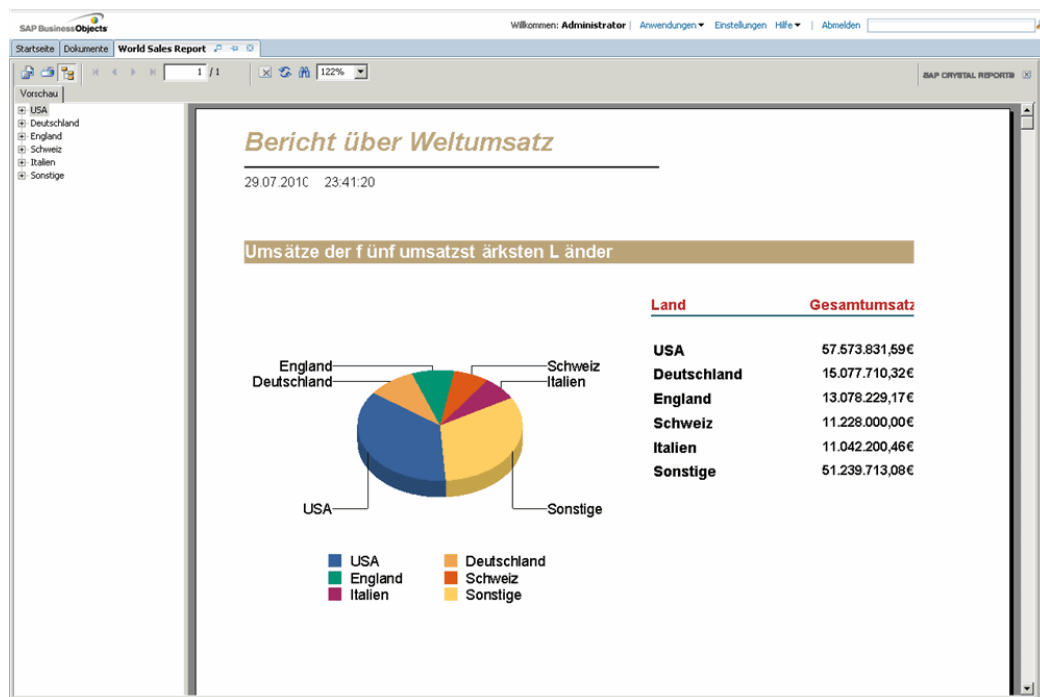 SAP BusinessObjects
Willkommen: Administrator | Anwendungen Einstellungen Hilfe | Abmelden
Startseite Dokumente World Sales Report
1 /1 122% SAP CRYSTAL REPORTS
Vorschau
USA
Deutschland
England
Schweiz
Italien
Sonstige
Bericht über Weltumsatz
29.07.2010 23:41:20
Umsätze der f ünf umsatzst ärksten L änder
Land Gesamtumsatz
USA 57.573.831,59€
Deutschland 15.077.710,32€
England 13.078.229,17€
Schweiz 11.228.000,00€
Italien 11.042.200,46€
Sonstige 51.239.713,08€
England Schweiz
Deutschland Italien
USA Sonstige
USA Deutschland
England Schweiz
Italien Sonstige